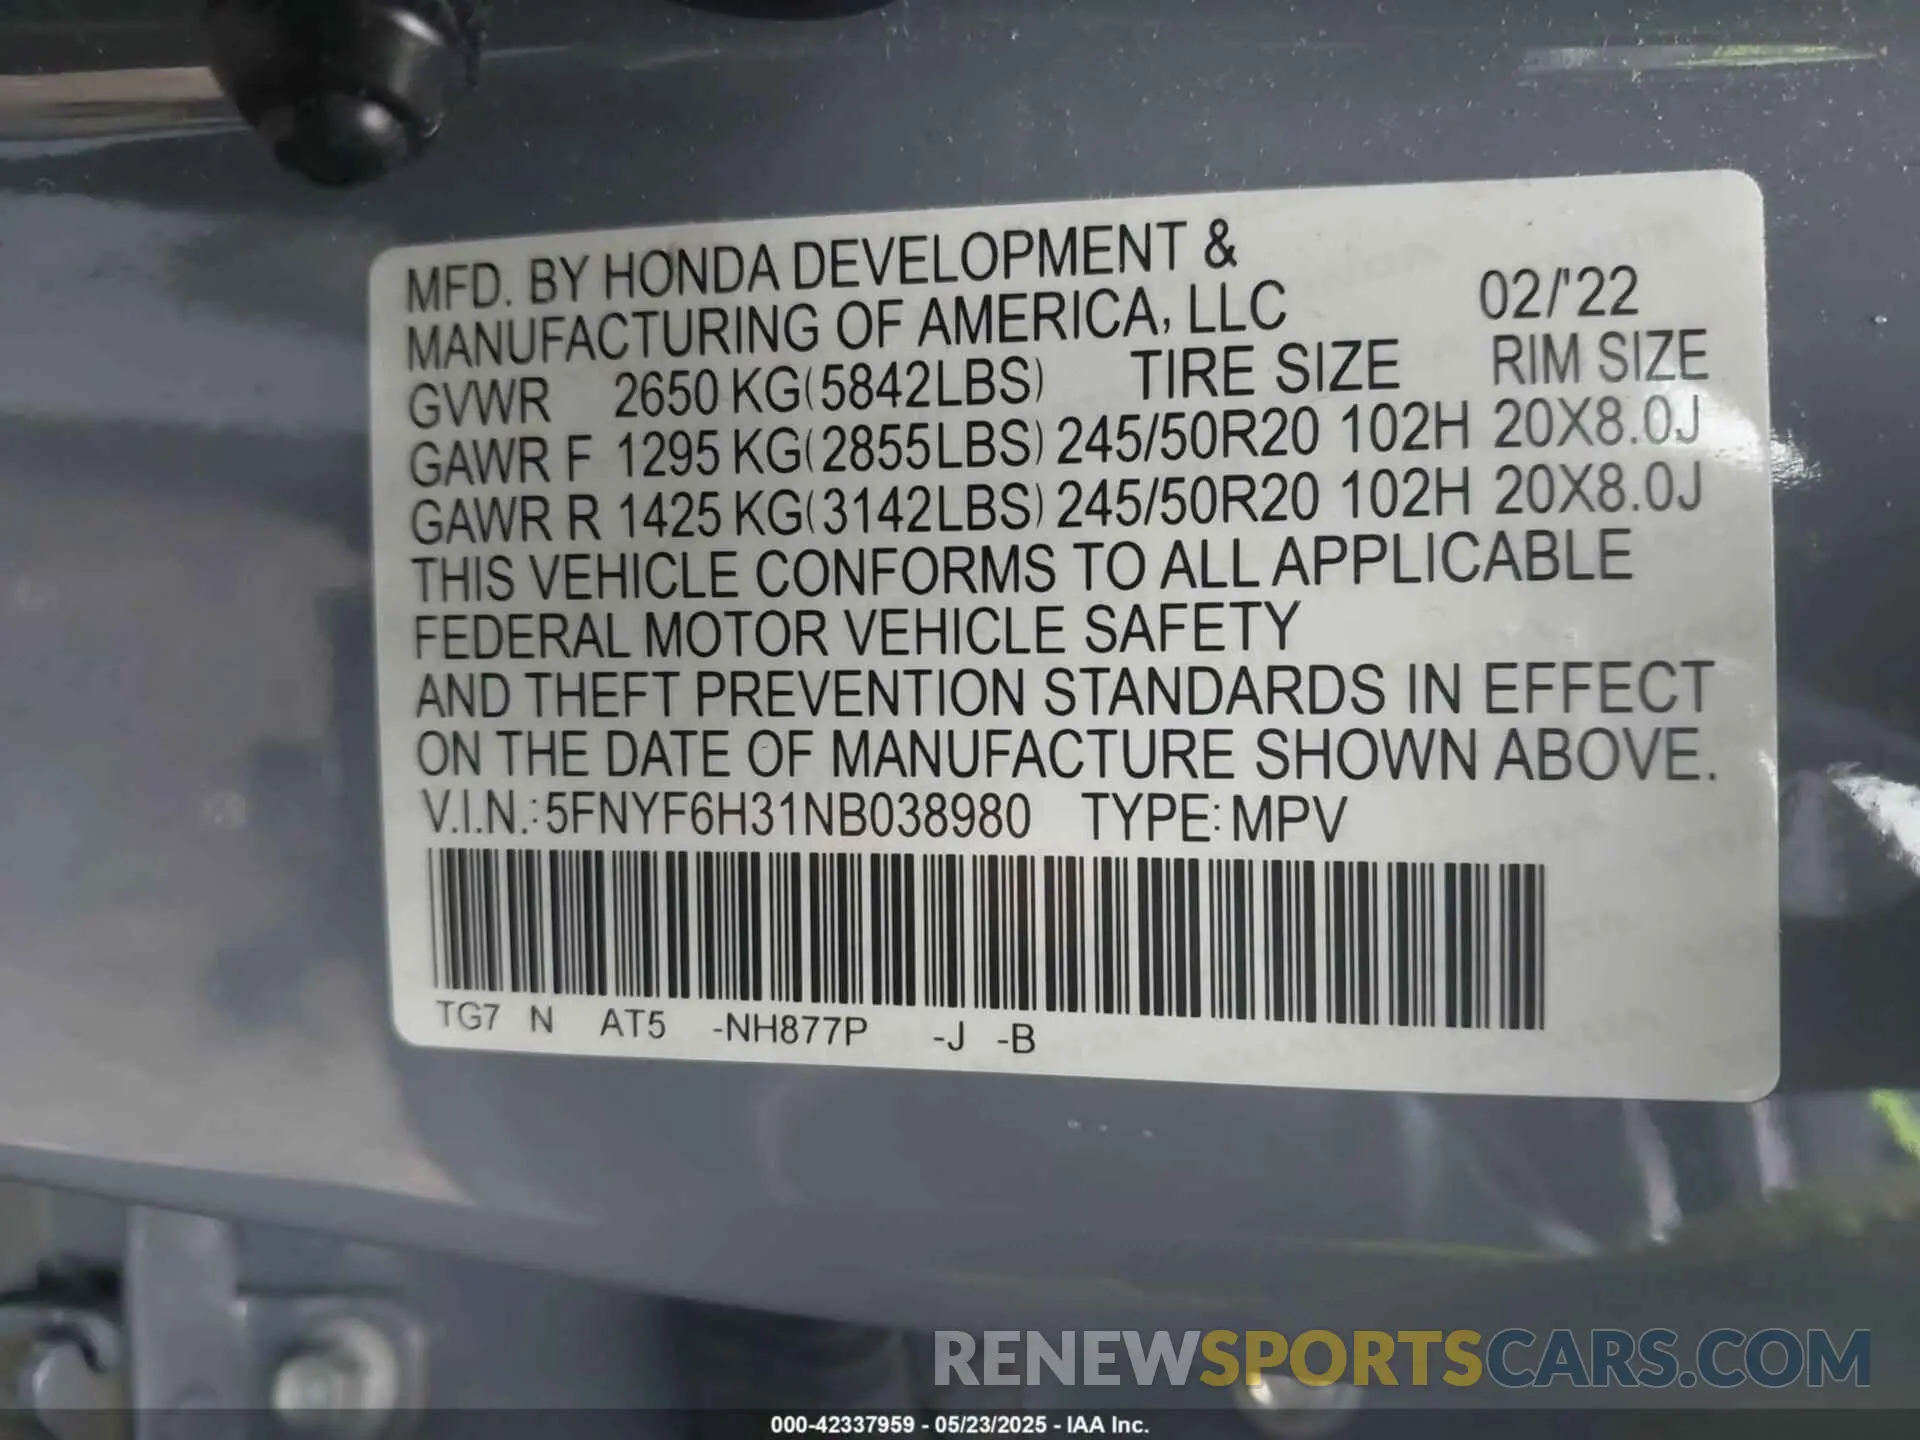 MFD. BY HONDA DEVELOPMENT &
MANUFACTURING OF AMERICA, LLC 02/'22
GVWR 2650 KG(5842LBS) TIRE SIZE RIM SIZE
GAWR F 1295 KG(2855LBS) 245/50R20 102H 20X8.0J
GAWR R 1425 KG(3142LBS) 245/50R20 102H 20X8.0J
THIS VEHICLE CONFORMS TO ALL APPLICABLE
FEDERAL MOTOR VEHICLE SAFETY
AND THEFT PREVENTION STANDARDS IN EFFECT
ON THE DATE OF MANUFACTURE SHOWN ABOVE.
V.I.N.: 5FNYF6H31NB038980 TYPE: MPV
TG7 N AT5 -NH877P -J -B
RENEWSPORTSCARS.COM
000-42337959 - 05/23/2025 - IAA Inc.